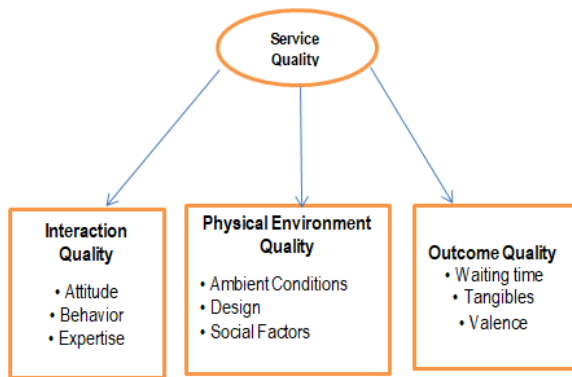 Service
Quality
Interaction
Quality
• Attitude
• Behavior
• Expertise
Physical Environment
Quality
• Ambient Conditions
• Design
• Social Factors
Outcome Quality
• Waiting time
• Tangibles
• Valence